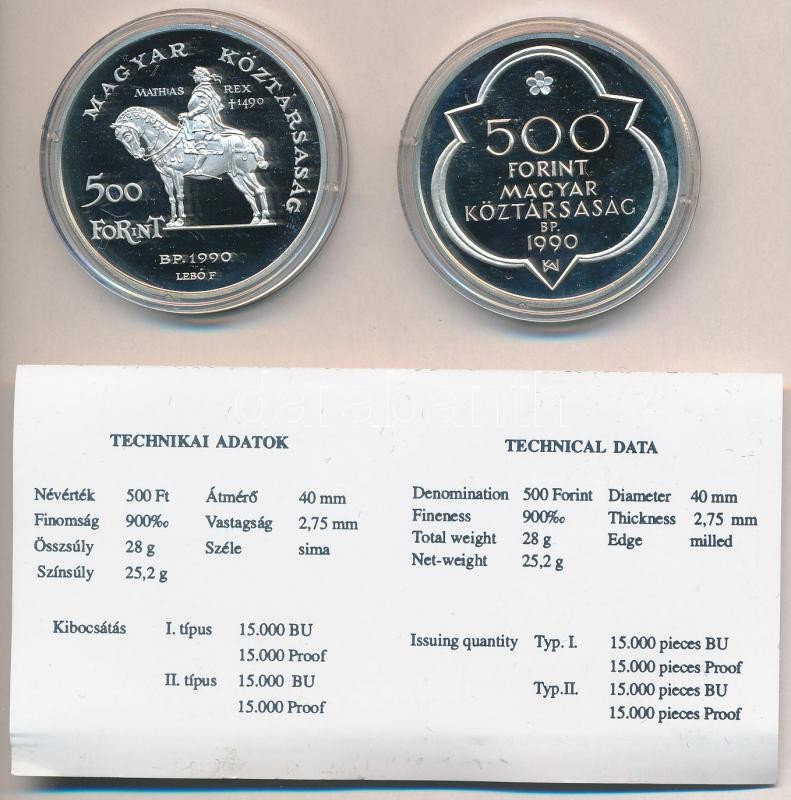 MAGYAR KÖZTÁRSASÁG
MATHIAS REX
†1490
500
FORINT
BP. 1990
LEBÓ F
500
FORINT
MAGYAR
KÖZTÁRSASÁG
BP.
1990
darabanth
TECHNIKAI ADATOK
Névérték 500 Ft Átmérő 40 mm
Finomság 900‰ Vastagság 2,75 mm
Összsúly 28 g Széle sima
Színsúly 25,2 g
Kibocsátás I. típus 15.000 BU
15.000 Proof
II. típus 15.000 BU
15.000 Proof
TECHNICAL DATA
Denomination 500 Forint Diameter 40 mm
Fineness 900‰ Thickness 2,75 mm
Total weight 28 g Edge milled
Net-weight 25,2 g
Issuing quantity Typ. I. 15.000 pieces BU
15.000 pieces Proof
Typ.II. 15.000 pieces BU
15.000 pieces Proof